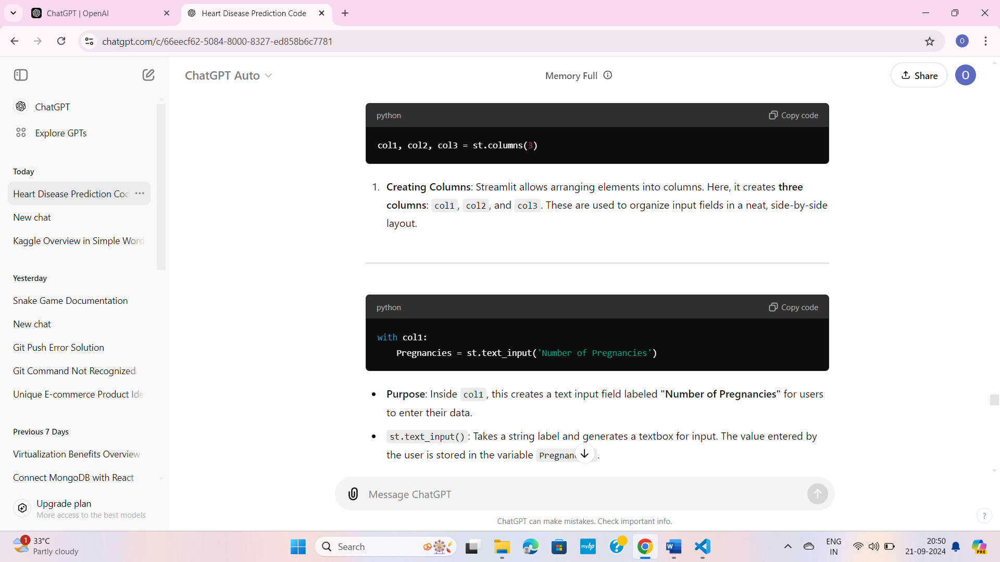 ChatGPT | OpenAI
Heart Disease Prediction Code
chatgpt.com/c/66eecf62-5084-8000-8327-ed858b6c7781
O
ChatGPT Auto
Memory Full
Share
O
ChatGPT
Explore GPTs
Today
Heart Disease Prediction Cod
New chat
Kaggle Overview in Simple Word
Yesterday
Snake Game Documentation
New chat
Git Push Error Solution
Git Command Not Recognized
Unique E-commerce Product Ide
Previous 7 Days
Virtualization Benefits Overview
Connect MongoDB with React
Upgrade plan
More access to the best models
python
Copy code
col1, col2, col3 = st.columns(3)
1. Creating Columns: Streamlit allows arranging elements into columns. Here, it creates three
columns: col1, col2, and col3. These are used to organize input fields in a neat, side-by-side
layout.
python
Copy code
with col1:
Pregnancies = st.text_input('Number of Pregnancies')
• Purpose: Inside col1, this creates a text input field labeled "Number of Pregnancies" for users
to enter their data.
• st.text_input(): Takes a string label and generates a textbox for input. The value entered by
the user is stored in the variable Pregnan .
Message ChatGPT
ChatGPT can make mistakes. Check important info.
?
1
33°C
Partly cloudy
Search
myhp
?
W
ENG
IN
20:50
21-09-2024
PRE